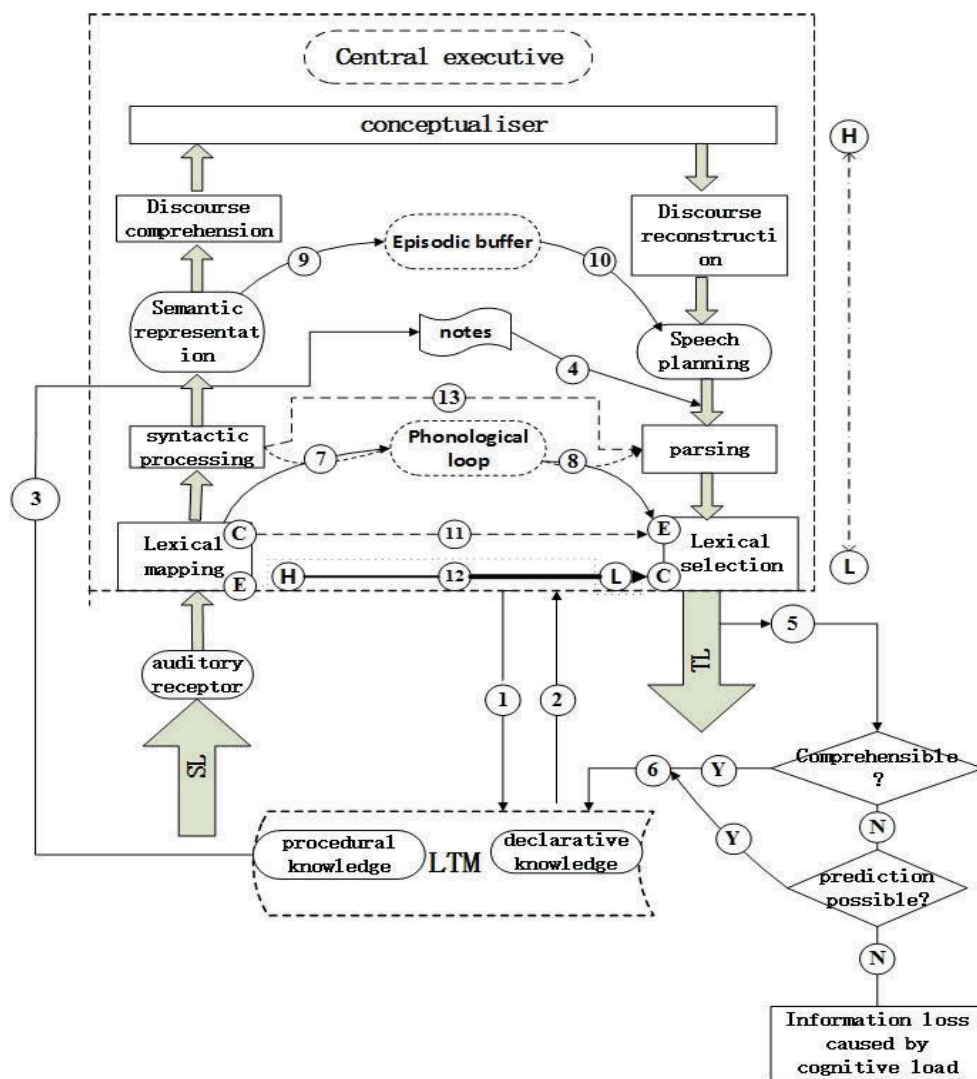 Central executive
conceptualiser
H
Discourse
comprehension
Discourse
reconstructi
on
Episodic buffer
9
10
Semantic
representat
ion
notes
Speech
planning
4
13
syntactic
processing
Phonological
loop
parsing
7
8
3
C
11
E
Lexical
mapping
Lexical
selection
E
H
12
L
C
L
auditory
receptor
TL
5
1
2
SL
Comprehensible
?
6
Y
N
Y
procedural
knowledge
LTM
declarative
knowledge
prediction
possible?
N
Information loss
caused by
cognitive load